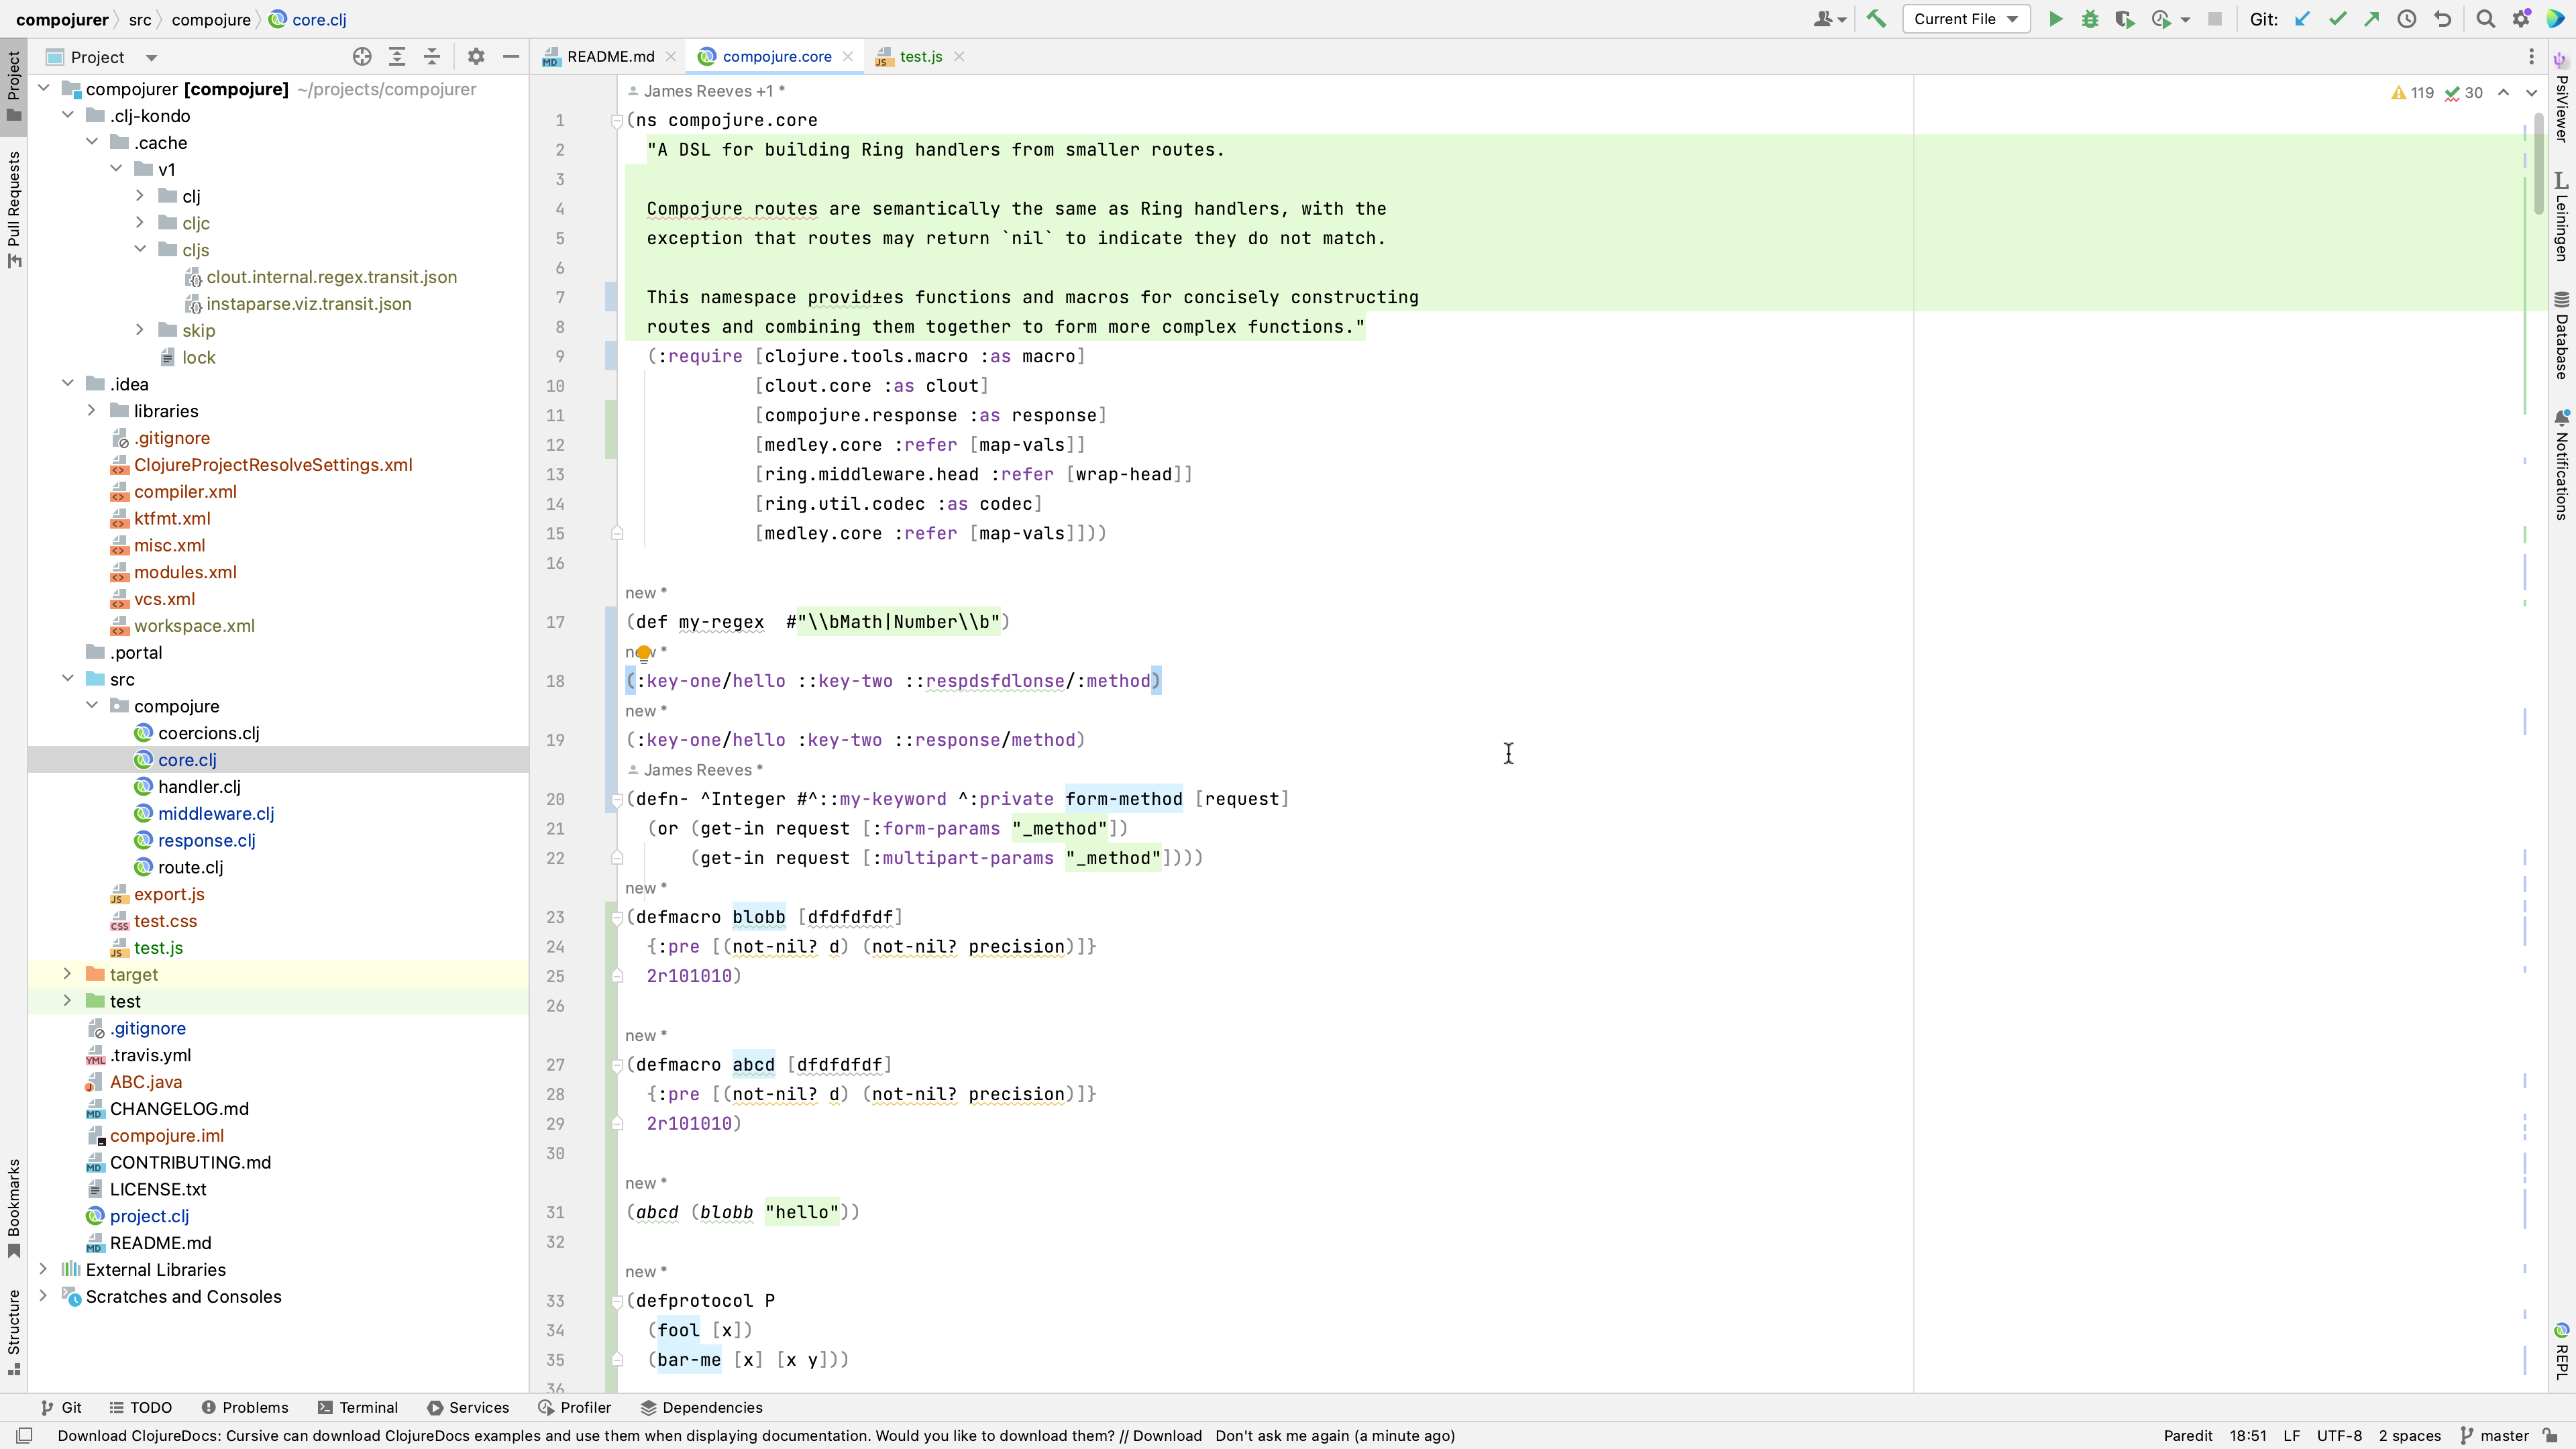 compojurer
src
compojure
core.clj
Current File
Git:
Project
README.md
compojure.core
test.js
compojurer [compojure] ~/projects/compojurer
.clj-kondo
.cache
v1
clj
cljc
cljs
clout.internal.regex.transit.json
instaparse.viz.transit.json
skip
lock
.idea
libraries
.gitignore
ClojureProjectResolveSettings.xml
compiler.xml
ktfmt.xml
misc.xml
modules.xml
vcs.xml
workspace.xml
.portal
src
compojure
coercions.clj
core.clj
handler.clj
middleware.clj
response.clj
route.clj
export.js
test.css
test.js
target
test
.gitignore
.travis.yml
ABC.java
CHANGELOG.md
compojure.iml
CONTRIBUTING.md
LICENSE.txt
project.clj
README.md
External Libraries
Scratches and Consoles
Project
Pull Requests
Bookmarks
Structure
James Reeves +1 *
119
30
1 (ns compojure.core
2 "A DSL for building Ring handlers from smaller routes.
3
4 Compojure routes are semantically the same as Ring handlers, with the
5 exception that routes may return `nil` to indicate they do not match.
6
7 This namespace provid±es functions and macros for concisely constructing
8 routes and combining them together to form more complex functions."
9 (:require [clojure.tools.macro :as macro]
10 [clout.core :as clout]
11 [compojure.response :as response]
12 [medley.core :refer [map-vals]]
13 [ring.middleware.head :refer [wrap-head]]
14 [ring.util.codec :as codec]
15 [medley.core :refer [map-vals]]))
16
new *
17 (def my-regex  #"\\bMath|Number\\b")
new *
18 (:key-one/hello ::key-two ::respdsfdlonse/:method)
new *
19 (:key-one/hello :key-two ::response/method)
James Reeves *
20 (defn- ^Integer #^::my-keyword ^:private form-method [request]
21 (or (get-in request [:form-params "_method"])
22 (get-in request [:multipart-params "_method"])))
new *
23 (defmacro blobb [dfdfdfdf]
24 {:pre [(not-nil? d) (not-nil? precision)]}
25 2r101010)
26
new *
27 (defmacro abcd [dfdfdfdf]
28 {:pre [(not-nil? d) (not-nil? precision)]}
29 2r101010)
30
new *
31 (abcd (blobb "hello"))
32
new *
33 (defprotocol P
34 (fool [x])
35 (bar-me [x] [x y]))
36
PsiViewer
Leiningen
Database
Notifications
REPL
Git
TODO
Problems
Terminal
Services
Profiler
Dependencies
Download ClojureDocs: Cursive can download ClojureDocs examples and use them when displaying documentation. Would you like to download them? // Download Don't ask me again (a minute ago)
Paredit 18:51 LF UTF-8 2 spaces master